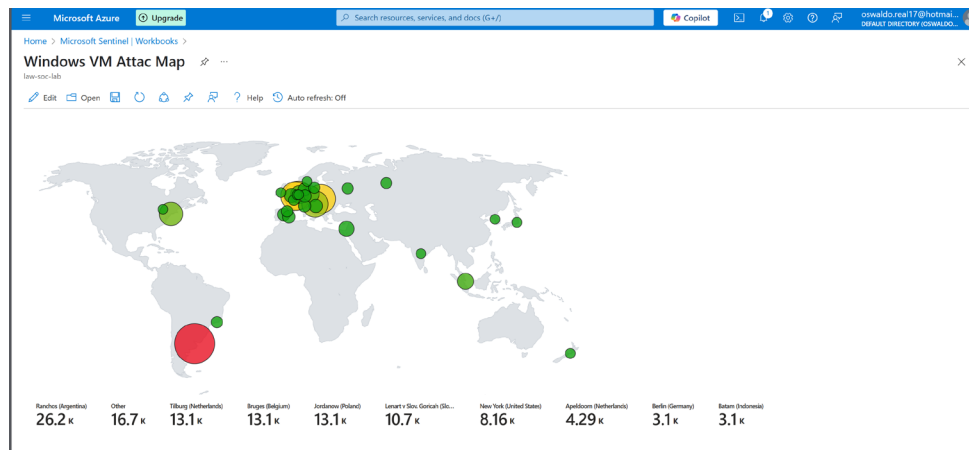 Microsoft Azure
Upgrade
Search resources, services, and docs (G+/)
Copilot
1
oswaldo.real17@hotmai...
DEFAULT DIRECTORY (OSWALDO...
Home > Microsoft Sentinel | Workbooks >
Windows VM Attac Map ...
law-soc-lab
Edit Open ? Help Auto refresh: Off
Ranchos (Argentina) Other Tilburg (Netherlands) Bruges (Belgium) Jordanow (Poland) Lenart v Slov. Goricah (Slo... New York (United States) Apeldoorn (Netherlands) Berlin (Germany) Batam (Indonesia)
26.2 K 16.7 K 13.1 K 13.1 K 13.1 K 10.7 K 8.16 K 4.29 K 3.1 K 3.1 K